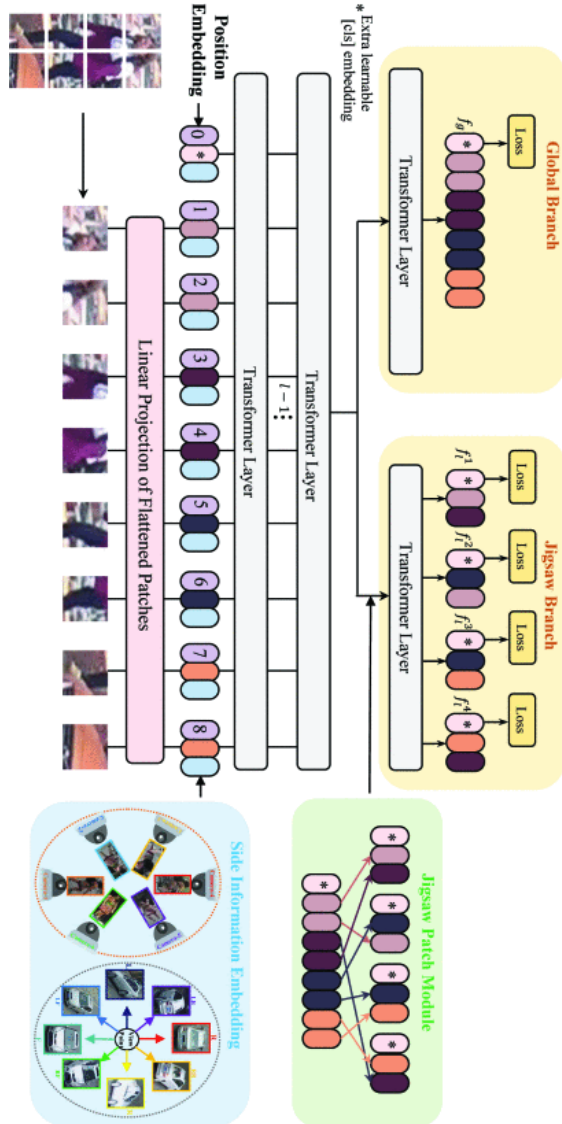 Global Branch
Loss
f_g
*
Transformer Layer
Jigsaw Branch
Loss
Loss
Loss
Loss
f_l^1
f_l^2
f_l^3
f_l^4
*
*
*
*
Transformer Layer
* Extra learnable
[cls] embedding
Jigsaw Patch Module
*
*
*
*
*
Transformer Layer
l − 1
Transformer Layer
Position
Embedding
0
*
1
2
3
4
5
6
7
8
Linear Projection of Flattened Patches
Side Information Embedding
View